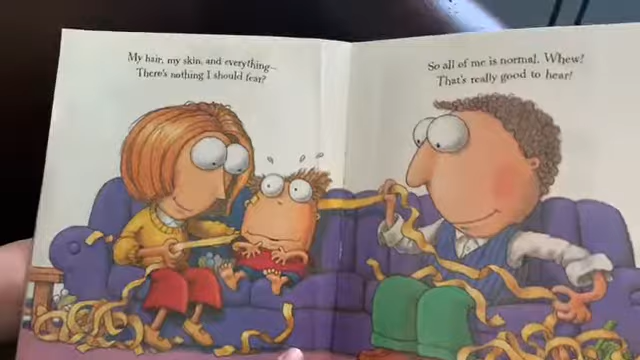 My hair, my skin, and everything—
There's nothing I should fear?
So all of me is normal. Whew!
That's really good to hear!